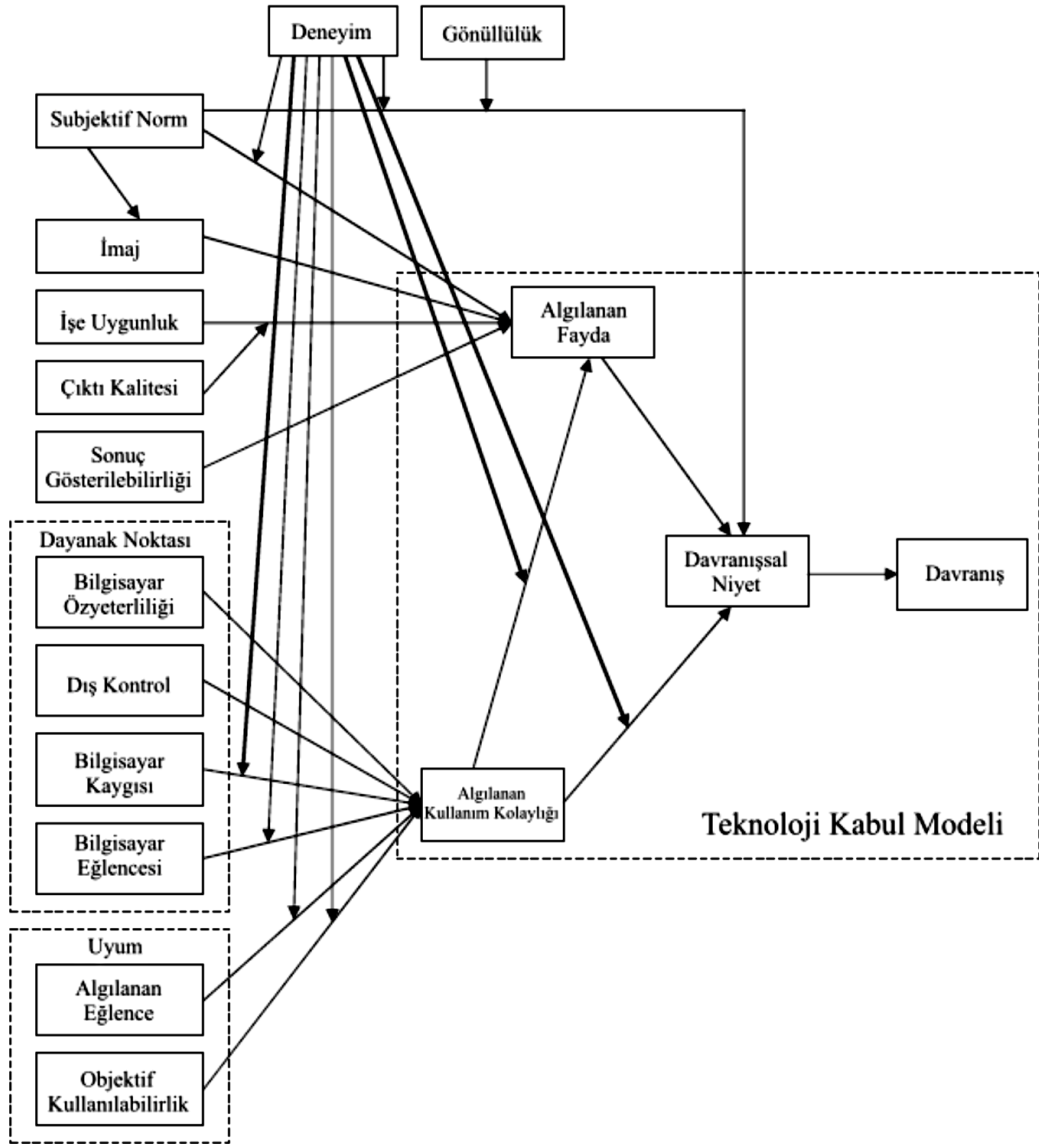 Deneyim
Gönüllülük
Subjektif Norm
İmaj
İşe Uygunluk
Çıktı Kalitesi
Sonuç
Gösterilebilirliği
Algılanan
Fayda
Dayanak Noktası
Bilgisayar
Özyeterliliği
Dış Kontrol
Bilgisayar
Kaygısı
Bilgisayar
Eğlencesi
Davranışsal
Niyet
Davranış
Algılanan
Kullanım Kolaylığı
Teknoloji Kabul Modeli
Uyum
Algılanan
Eğlence
Objektif
Kullanılabilirlik